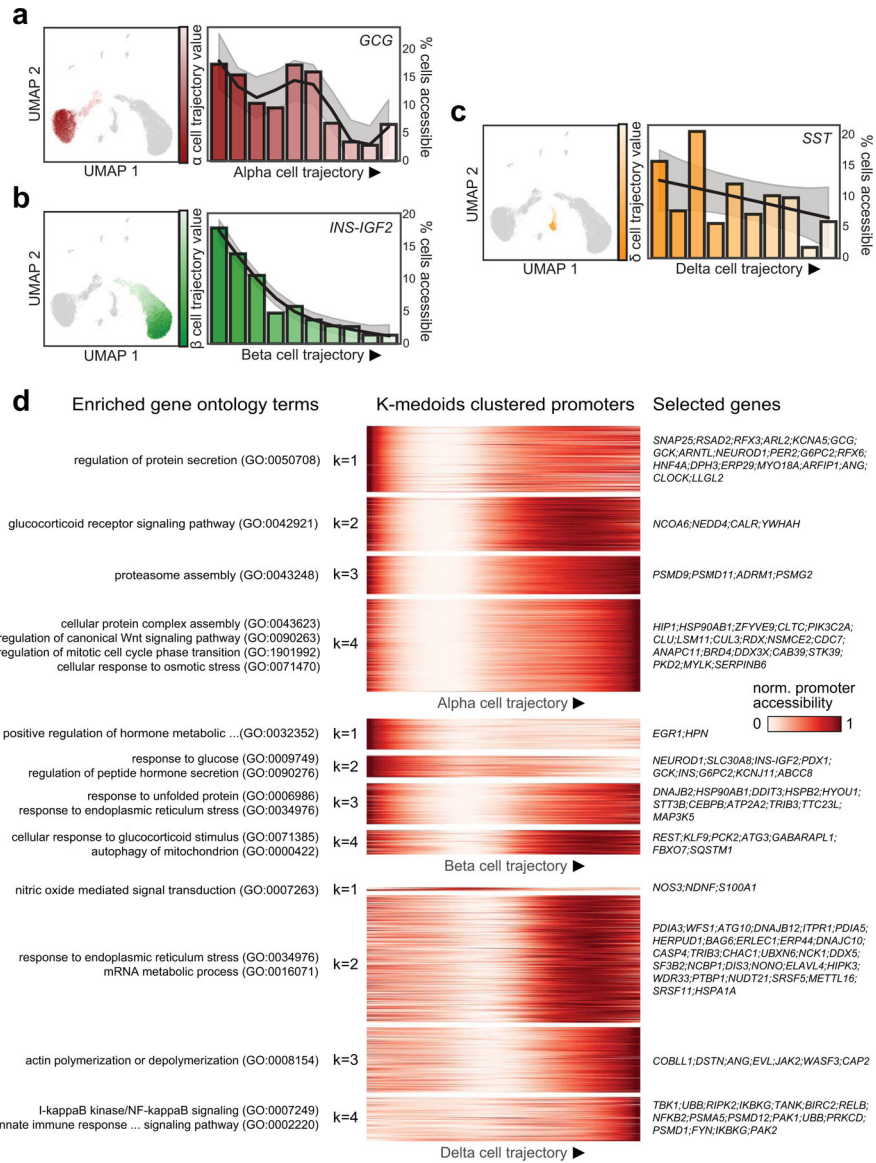 a
UMAP 2
UMAP 1
α cell trajectory value
GCG
20
15
10
5
0
% cells accessible
Alpha cell trajectory ►
b
UMAP 2
UMAP 1
β cell trajectory value
INS-IGF2
20
15
10
5
0
% cells accessible
Beta cell trajectory ►
c
UMAP 2
UMAP 1
δ cell trajectory value
SST
20
15
10
5
0
% cells accessible
Delta cell trajectory ►
d
Enriched gene ontology terms
K-medoids clustered promoters
Selected genes
regulation of protein secretion (GO:0050708)
k=1
SNAP25;RSAD2;RFX3;ARL2;KCNA5;GCG;
GCK;ARNTL;NEUROD1;PER2;G6PC2;RFX6;
HNF4A;DPH3;ERP29;MYO18A;ARFIP1;ANG;
CLOCK;LLGL2
glucocorticoid receptor signaling pathway (GO:0042921)
k=2
NCOA6;NEDD4;CALR;YWHAH
proteasome assembly (GO:0043248)
k=3
PSMD9;PSMD11;ADRM1;PSMG2
cellular protein complex assembly (GO:0043623)
regulation of canonical Wnt signaling pathway (GO:0090263)
regulation of mitotic cell cycle phase transition (GO:1901992)
cellular response to osmotic stress (GO:0071470)
k=4
HIP1;HSP90AB1;ZFYVE9;CLTC;PIK3C2A;
CLU;LSM11;CUL3;RDX;NSMCE2;CDC7;
ANAPC11;BRD4;DDX3X;CAB39;STK39;
PKD2;MYLK;SERPINB6
Alpha cell trajectory ►
norm. promoter
accessibility
0
1
positive regulation of hormone metabolic ...(GO:0032352)
k=1
EGR1;HPN
response to glucose (GO:0009749)
regulation of peptide hormone secretion (GO:0090276)
k=2
NEUROD1;SLC30A8;INS-IGF2;PDX1;
GCK;INS;G6PC2;KCNJ11;ABCC8
response to unfolded protein (GO:0006986)
response to endoplasmic reticulum stress (GO:0034976)
k=3
DNAJB2;HSP90AB1;DDIT3;HSPB2;HYOU1;
STT3B;CEBPB;ATP2A2;TRIB3;TTC23L;
MAP3K5
cellular response to glucocorticoid stimulus (GO:0071385)
autophagy of mitochondrion (GO:0000422)
k=4
REST;KLF9;PCK2;ATG3;GABARAPL1;
FBXO7;SQSTM1
Beta cell trajectory ►
nitric oxide mediated signal transduction (GO:0007263)
k=1
NOS3;NDNF;S100A1
response to endoplasmic reticulum stress (GO:0034976)
mRNA metabolic process (GO:0016071)
k=2
PDIA3;WFS1;ATG10;DNAJB12;ITPR1;PDIA5;
HERPUD1;BAG6;ERLEC1;ERP44;DNAJC10;
CASP4;TRIB3;CHAC1;UBXN6;NCK1;DDX5;
SF3B2;NCBP1;DIS3;NONO;ELAVL4;HIPK3;
WDR33;PTBP1;NUDT21;SRSF5;METTL16;
SRSF11;HSPA1A
actin polymerization or depolymerization (GO:0008154)
k=3
COBLL1;DSTN;ANG;EVL;JAK2;WASF3;CAP2
I-kappaB kinase/NF-kappaB signaling (GO:0007249)
nnate immune response ... signaling pathway (GO:0002220)
k=4
TBK1;UBB;RIPK2;IKBKG;TANK;BIRC2;RELB;
NFKB2;PSMA5;PSMD12;PAK1;UBB;PRKCD;
PSMD1;FYN;IKBKG;PAK2
Delta cell trajectory ►